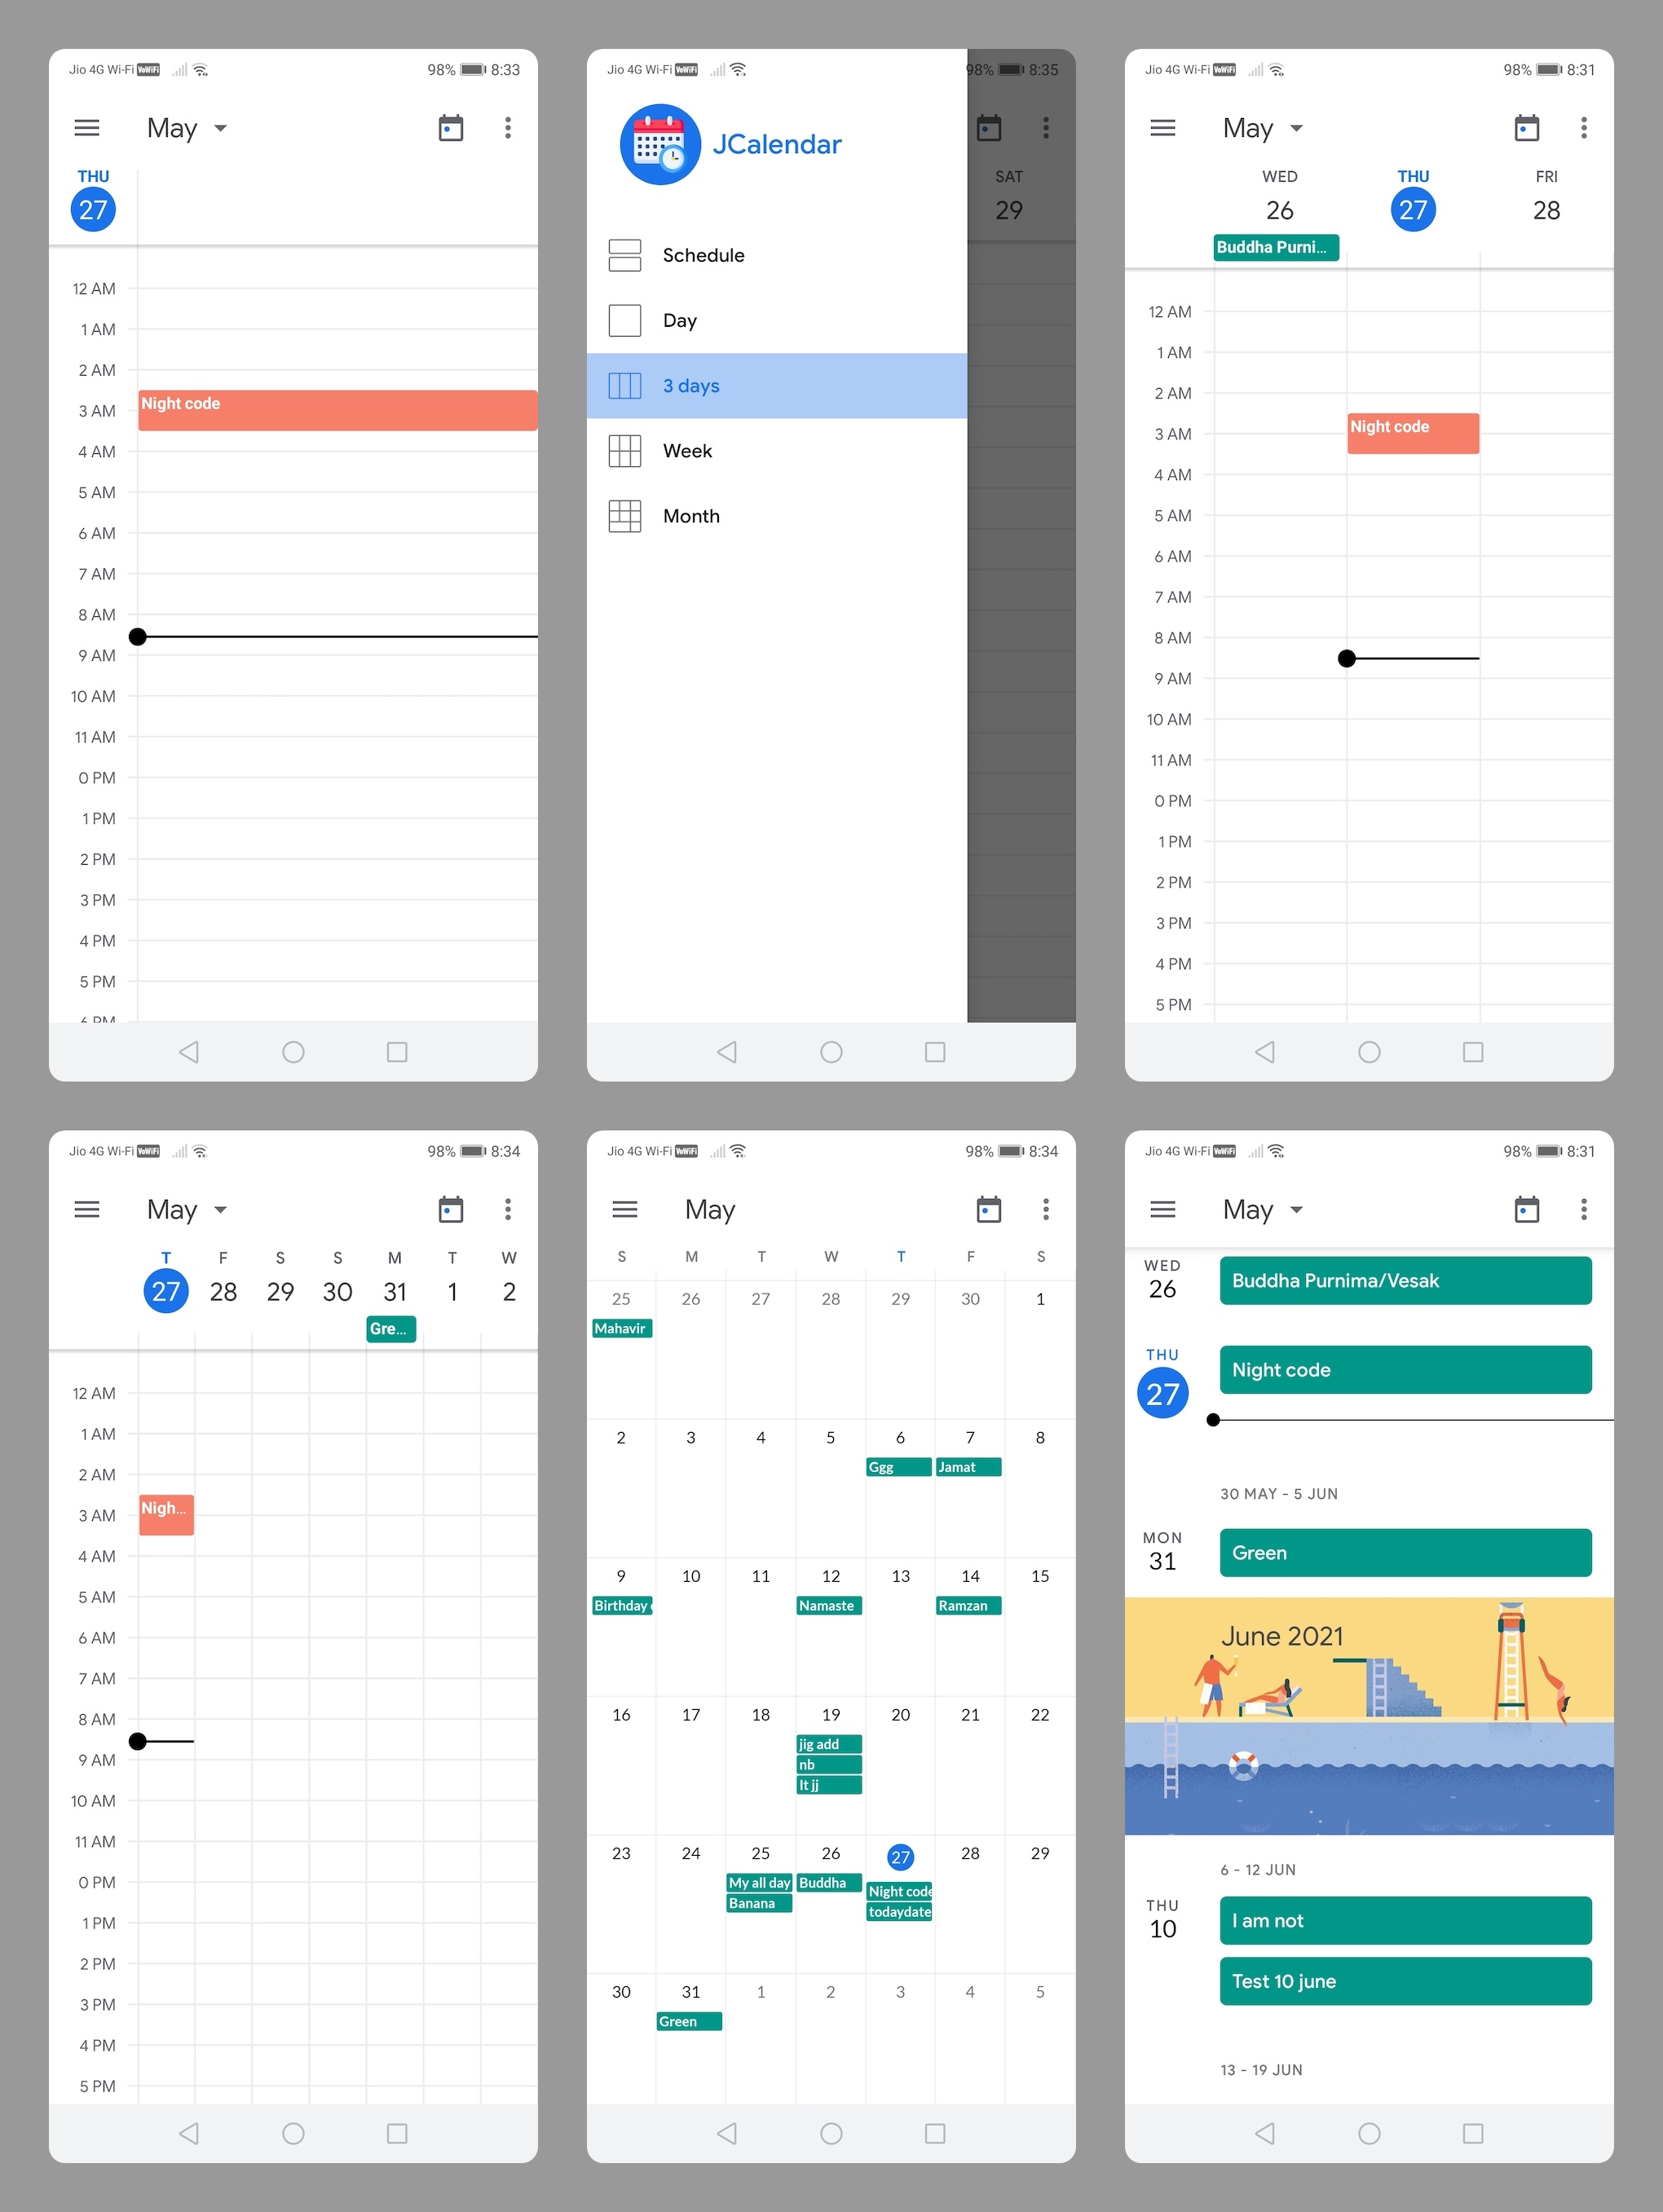 Jio 4G Wi-Fi VoWiFi 98% 8:33
May
THU
27
12 AM
1 AM
2 AM
Night code
3 AM
4 AM
5 AM
6 AM
7 AM
8 AM
9 AM
10 AM
11 AM
0 PM
1 PM
2 PM
3 PM
4 PM
5 PM
6 PM
Jio 4G Wi-Fi VoWiFi 98% 8:35
JCalendar
SAT
29
Schedule
Day
3 days
Week
Month
Jio 4G Wi-Fi VoWiFi 98% 8:31
May
WED THU FRI
26 27 28
Buddha Purni...
12 AM
1 AM
2 AM
Night code
3 AM
4 AM
5 AM
6 AM
7 AM
8 AM
9 AM
10 AM
11 AM
0 PM
1 PM
2 PM
3 PM
4 PM
5 PM
Jio 4G Wi-Fi VoWiFi 98% 8:34
May
T F S S M T W
27 28 29 30 31 1 2
Gre...
12 AM
1 AM
2 AM
Nigh...
3 AM
4 AM
5 AM
6 AM
7 AM
8 AM
9 AM
10 AM
11 AM
0 PM
1 PM
2 PM
3 PM
4 PM
5 PM
Jio 4G Wi-Fi VoWiFi 98% 8:34
May
S M T W T F S
25 26 27 28 29 30 1
Mahavir
2 3 4 5 6 7 8
Ggg Jamat
9 10 11 12 13 14 15
Birthday Namaste Ramzan
16 17 18 19 20 21 22
jig add
nb
It jj
23 24 25 26 27 28 29
My all day Buddha Night code
Banana todaydate
30 31 1 2 3 4 5
Green
Jio 4G Wi-Fi VoWiFi 98% 8:31
May
WED
26
Buddha Purnima/Vesak
THU
27
Night code
30 MAY - 5 JUN
MON
31
Green
June 2021
6 - 12 JUN
THU
10
I am not
Test 10 june
13 - 19 JUN